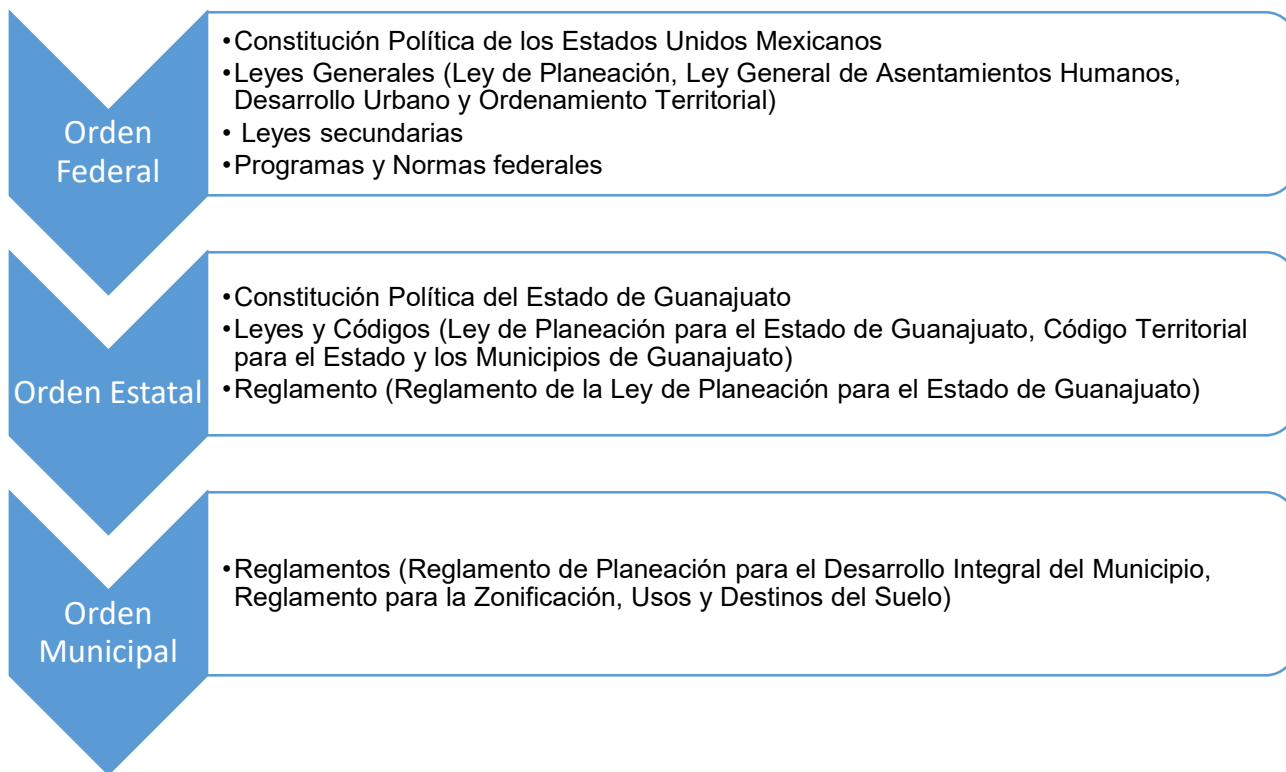 Orden
Federal
•Constitución Política de los Estados Unidos Mexicanos
•Leyes Generales (Ley de Planeación, Ley General de Asentamientos Humanos,
Desarrollo Urbano y Ordenamiento Territorial)
• Leyes secundarias
•Programas y Normas federales
Orden Estatal
•Constitución Política del Estado de Guanajuato
•Leyes y Códigos (Ley de Planeación para el Estado de Guanajuato, Código Territorial
para el Estado y los Municipios de Guanajuato)
•Reglamento (Reglamento de la Ley de Planeación para el Estado de Guanajuato)
Orden
Municipal
•Reglamentos (Reglamento de Planeación para el Desarrollo Integral del Municipio,
Reglamento para la Zonificación, Usos y Destinos del Suelo)